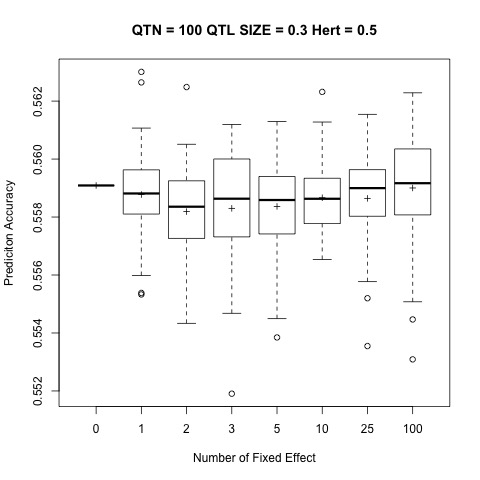 QTN = 100 QTL SIZE = 0.3 Hert = 0.5
Prediciton Accuracy
0.562
0.560
0.558
0.556
0.554
0.552
0 1 2 3 5 10 25 100
Number of Fixed Effect